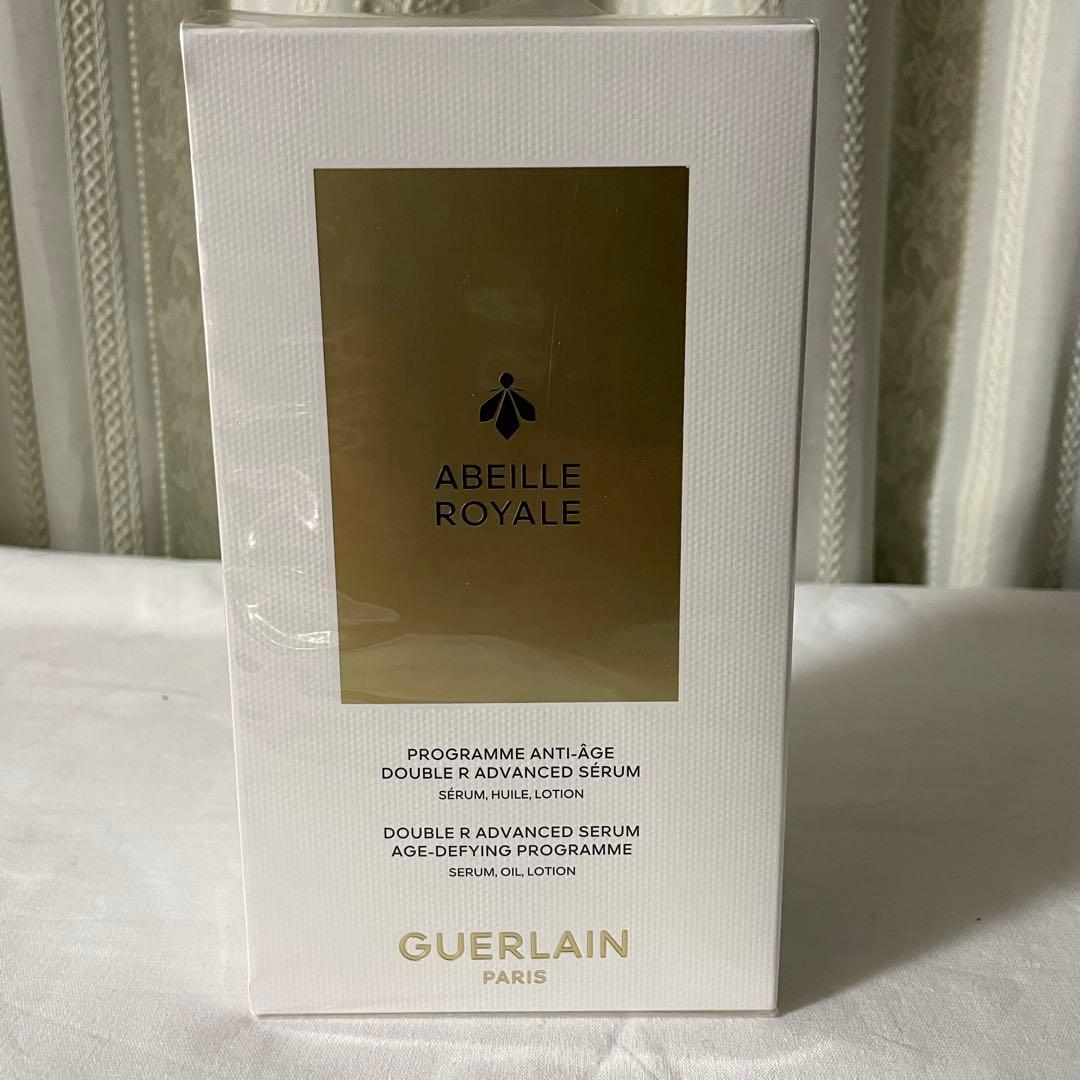 ABEILLE
ROYALE
PROGRAMME ANTI-ÂGE
DOUBLE R ADVANCED SÉRUM
SÉRUM, HUILE, LOTION
DOUBLE R ADVANCED SERUM
AGE-DEFYING PROGRAMME
SERUM, OIL, LOTION
GUERLAIN
PARIS